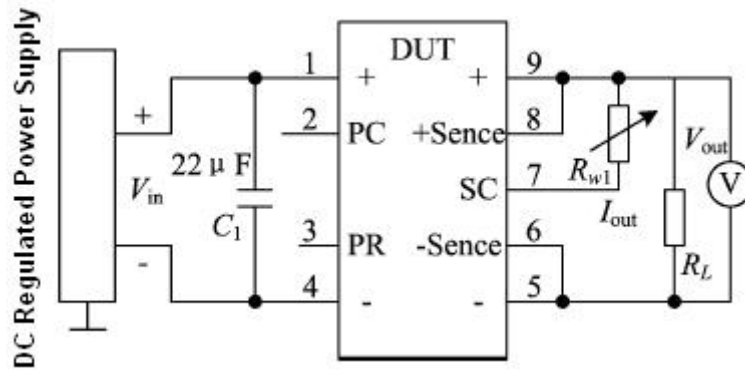 DC Regulated Power Supply
+
V_in
-
22 μ F
C_1
1
2
3
4
DUT
+ +
PC +Sence
SC
PR -Sence
- -
9
8
7
6
5
R_w1
I_out
R_L
V_out
V